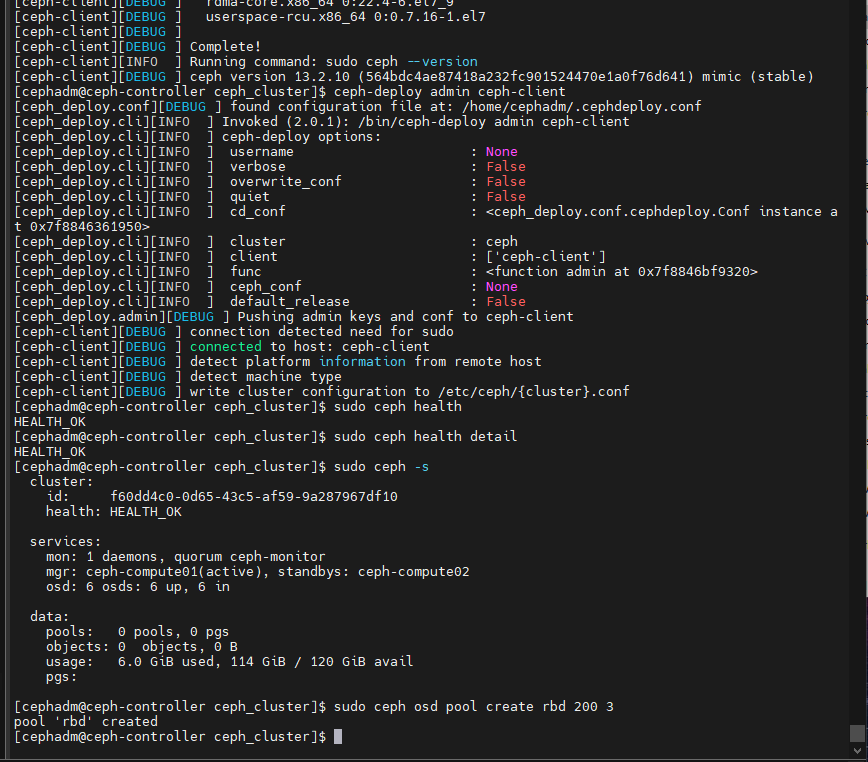 [ceph-client][DEBUG ]   rdma-core.x86_64 0:22.4-6.el7_9
[ceph-client][DEBUG ]   userspace-rcu.x86_64 0:0.7.16-1.el7
[ceph-client][DEBUG ]
[ceph-client][DEBUG ] Complete!
[ceph-client][INFO  ] Running command: sudo ceph --version
[ceph-client][DEBUG ] ceph version 13.2.10 (564bdc4ae87418a232fc901524470e1a0f76d641) mimic (stable)
[cephadm@ceph-controller ceph_cluster]$ ceph-deploy admin ceph-client
[ceph_deploy.conf][DEBUG ] found configuration file at: /home/cephadm/.cephdeploy.conf
[ceph_deploy.cli][INFO  ] Invoked (2.0.1): /bin/ceph-deploy admin ceph-client
[ceph_deploy.cli][INFO  ] ceph-deploy options:
[ceph_deploy.cli][INFO  ]  username                      : None
[ceph_deploy.cli][INFO  ]  verbose                       : False
[ceph_deploy.cli][INFO  ]  overwrite_conf                : False
[ceph_deploy.cli][INFO  ]  quiet                         : False
[ceph_deploy.cli][INFO  ]  cd_conf                       : <ceph_deploy.conf.cephdeploy.Conf instance a
t 0x7f8846361950>
[ceph_deploy.cli][INFO  ]  cluster                       : ceph
[ceph_deploy.cli][INFO  ]  client                        : ['ceph-client']
[ceph_deploy.cli][INFO  ]  func                          : <function admin at 0x7f8846bf9320>
[ceph_deploy.cli][INFO  ]  ceph_conf                     : None
[ceph_deploy.cli][INFO  ]  default_release               : False
[ceph_deploy.admin][DEBUG ] Pushing admin keys and conf to ceph-client
[ceph-client][DEBUG ] connection detected need for sudo
[ceph-client][DEBUG ] connected to host: ceph-client
[ceph-client][DEBUG ] detect platform information from remote host
[ceph-client][DEBUG ] detect machine type
[ceph-client][DEBUG ] write cluster configuration to /etc/ceph/{cluster}.conf
[cephadm@ceph-controller ceph_cluster]$ sudo ceph health
HEALTH_OK
[cephadm@ceph-controller ceph_cluster]$ sudo ceph health detail
HEALTH_OK
[cephadm@ceph-controller ceph_cluster]$ sudo ceph -s
  cluster:
    id:     f60dd4c0-0d65-43c5-af59-9a287967df10
    health: HEALTH_OK

  services:
    mon: 1 daemons, quorum ceph-monitor
    mgr: ceph-compute01(active), standbys: ceph-compute02
    osd: 6 osds: 6 up, 6 in

  data:
    pools:   0 pools, 0 pgs
    objects: 0  objects, 0 B
    usage:   6.0 GiB used, 114 GiB / 120 GiB avail
    pgs:

[cephadm@ceph-controller ceph_cluster]$ sudo ceph osd pool create rbd 200 3
pool 'rbd' created
[cephadm@ceph-controller ceph_cluster]$